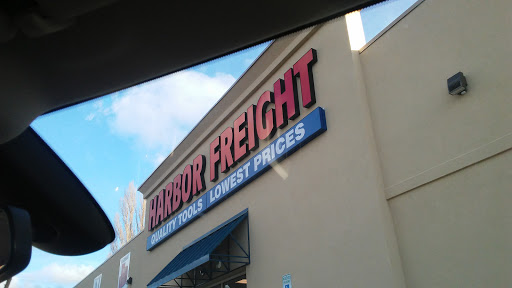 HARBOR FREIGHT
QUALITY TOOLS | LOWEST PRICES